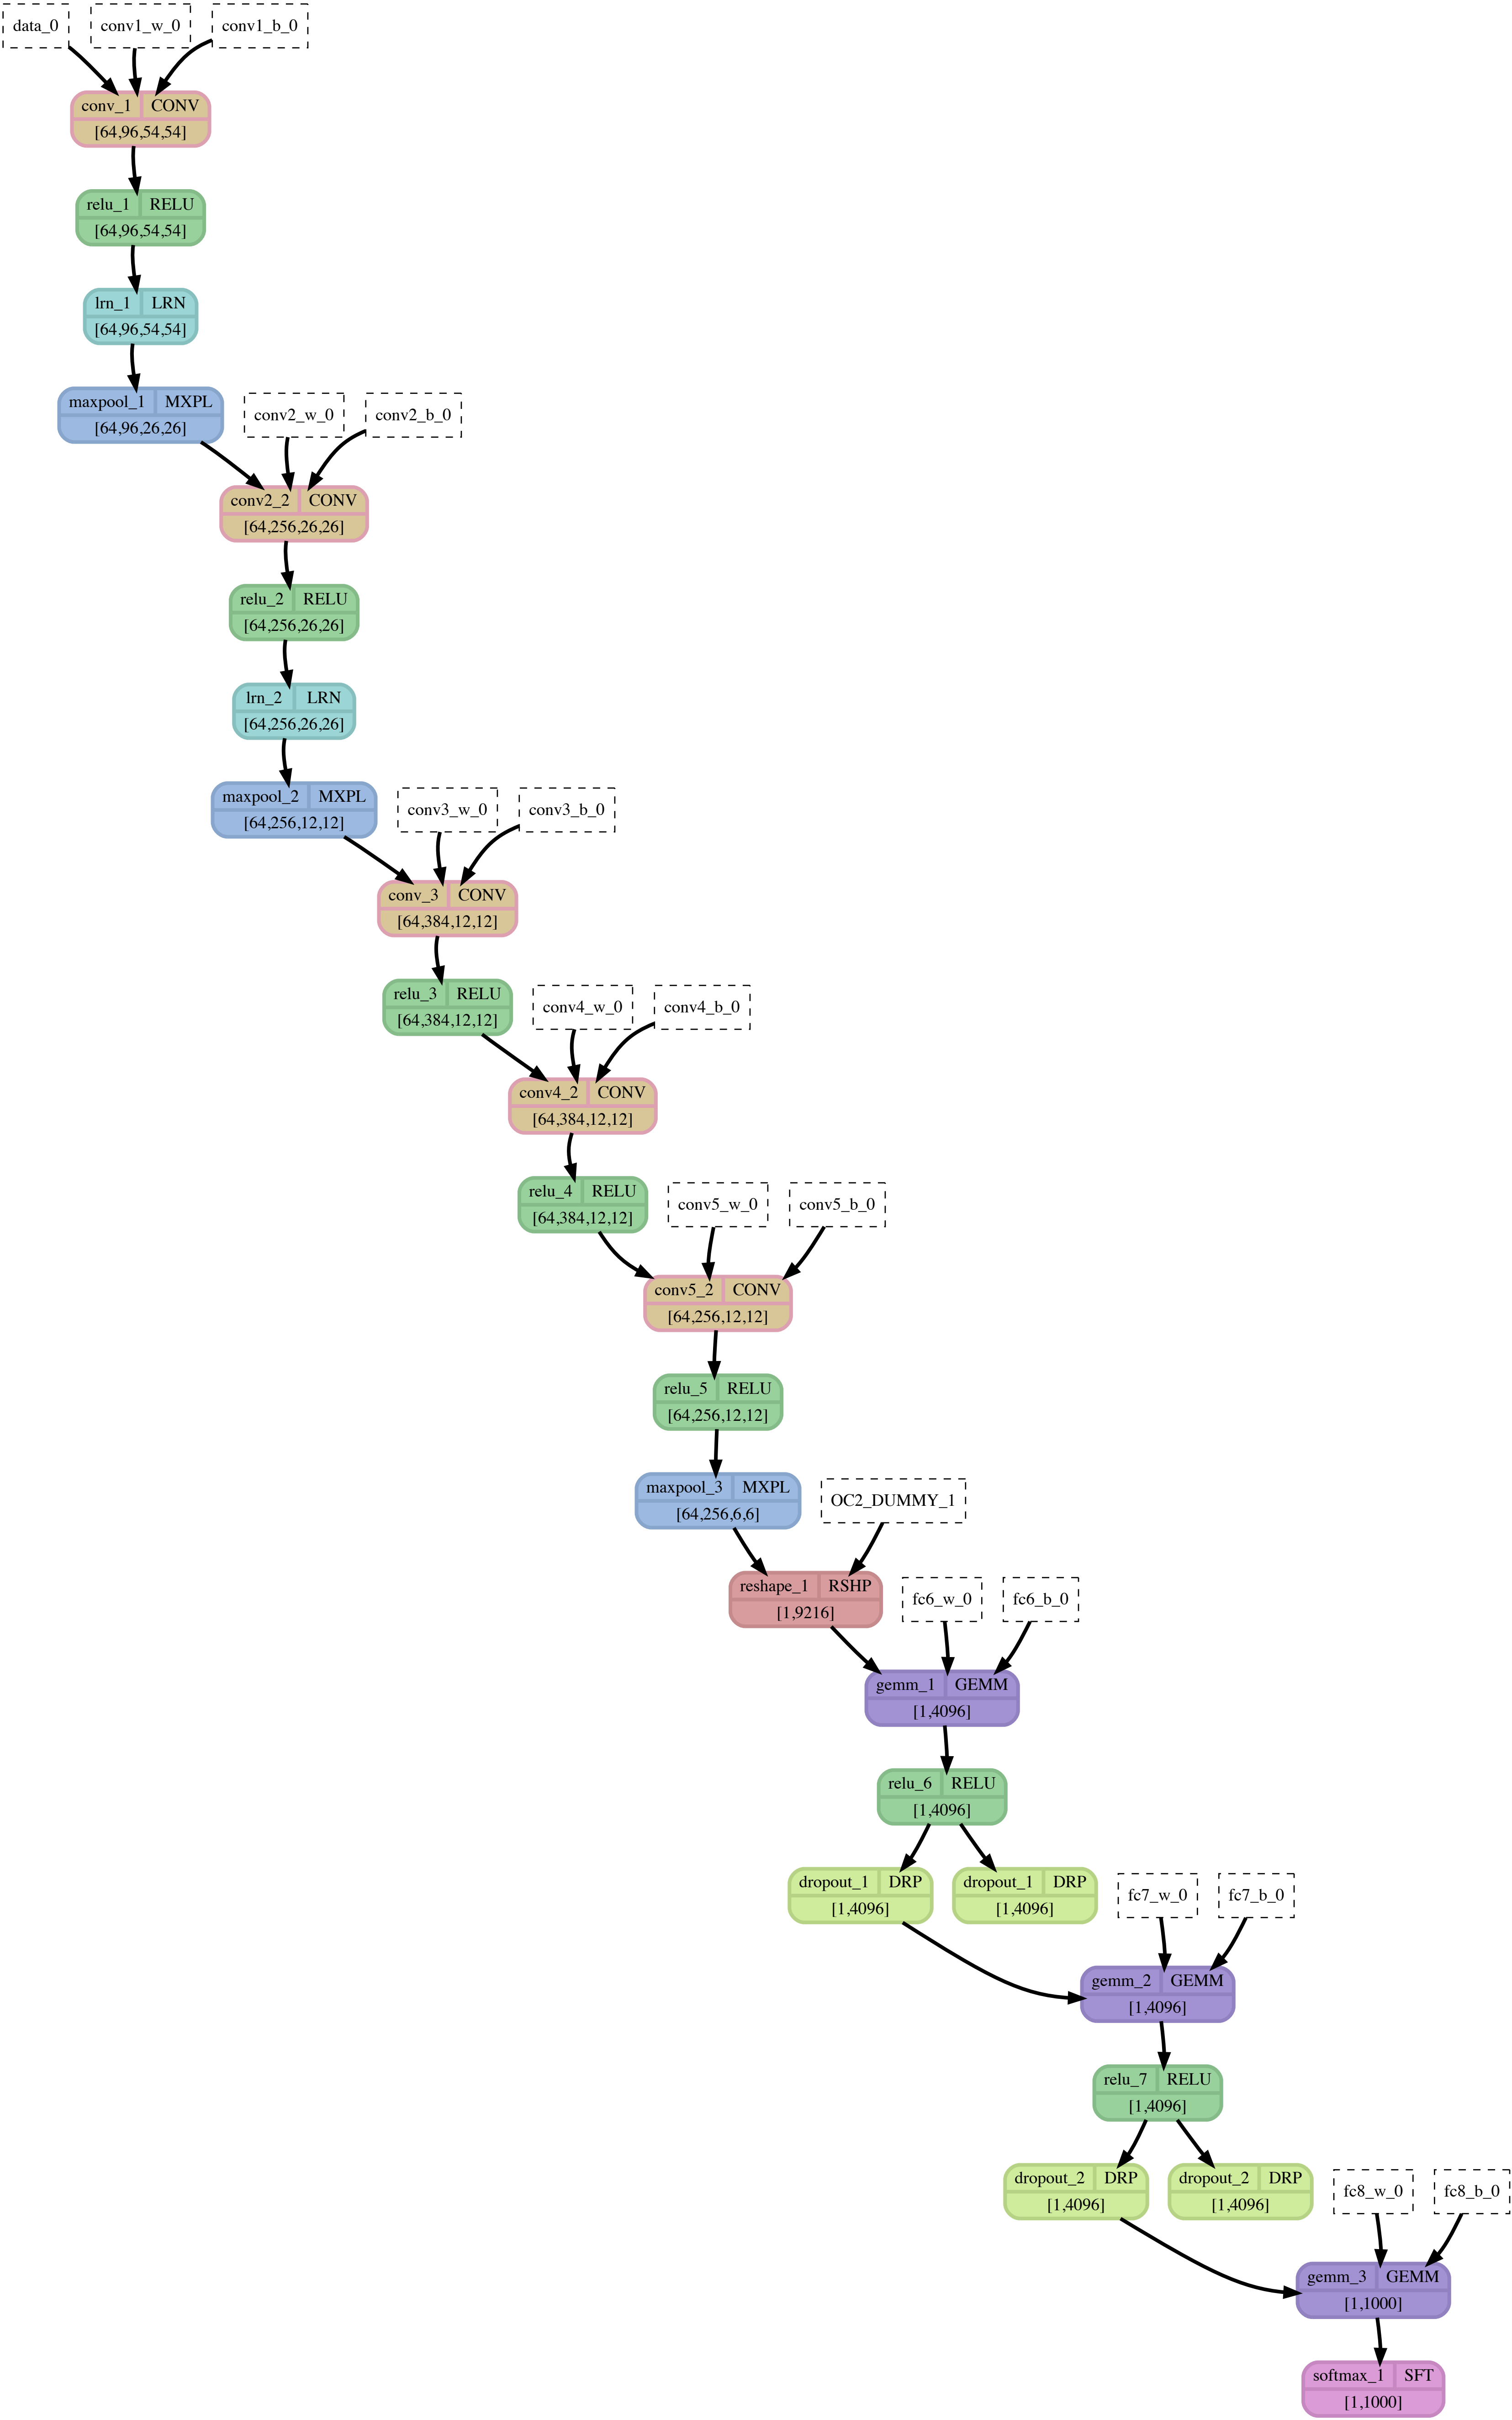 data_0 conv1_w_0 conv1_b_0
conv_1 CONV
[64,96,54,54]
relu_1 RELU
[64,96,54,54]
lrn_1 LRN
[64,96,54,54]
maxpool_1 MXPL
[64,96,26,26]
conv2_w_0 conv2_b_0
conv2_2 CONV
[64,256,26,26]
relu_2 RELU
[64,256,26,26]
lrn_2 LRN
[64,256,26,26]
maxpool_2 MXPL
[64,256,12,12]
conv3_w_0 conv3_b_0
conv_3 CONV
[64,384,12,12]
relu_3 RELU
[64,384,12,12]
conv4_w_0 conv4_b_0
conv4_2 CONV
[64,384,12,12]
relu_4 RELU
[64,384,12,12]
conv5_w_0 conv5_b_0
conv5_2 CONV
[64,256,12,12]
relu_5 RELU
[64,256,12,12]
maxpool_3 MXPL
[64,256,6,6]
OC2_DUMMY_1
reshape_1 RSHP
[1,9216]
fc6_w_0 fc6_b_0
gemm_1 GEMM
[1,4096]
relu_6 RELU
[1,4096]
dropout_1 DRP
[1,4096]
dropout_1 DRP
[1,4096]
fc7_w_0 fc7_b_0
gemm_2 GEMM
[1,4096]
relu_7 RELU
[1,4096]
dropout_2 DRP
[1,4096]
dropout_2 DRP
[1,4096]
fc8_w_0 fc8_b_0
gemm_3 GEMM
[1,1000]
softmax_1 SFT
[1,1000]